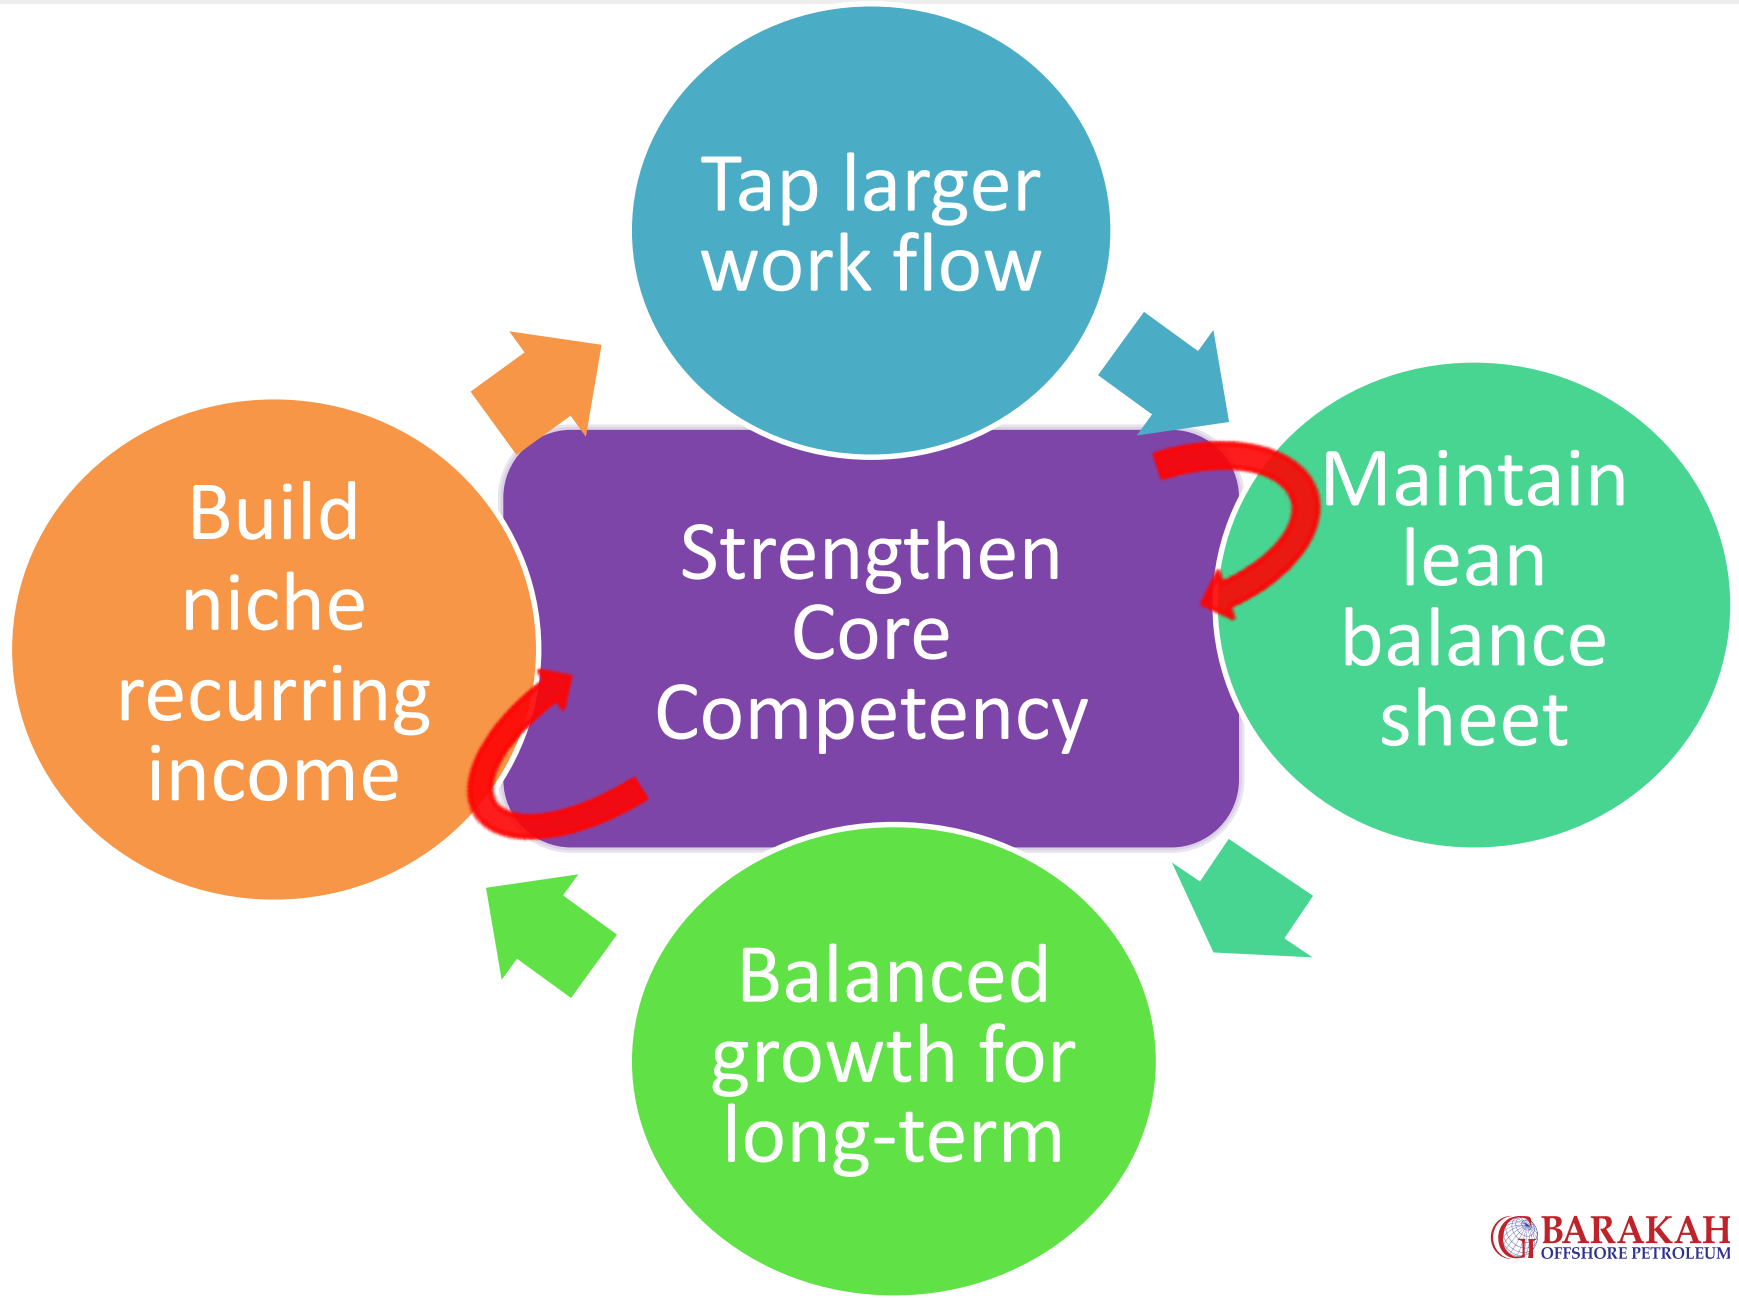 Tap larger
work flow
Maintain
lean
balance
sheet
Build
niche
recurring
income
Strengthen
Core
Competency
Balanced
growth for
long-term
BARAKAH
OFFSHORE PETROLEUM